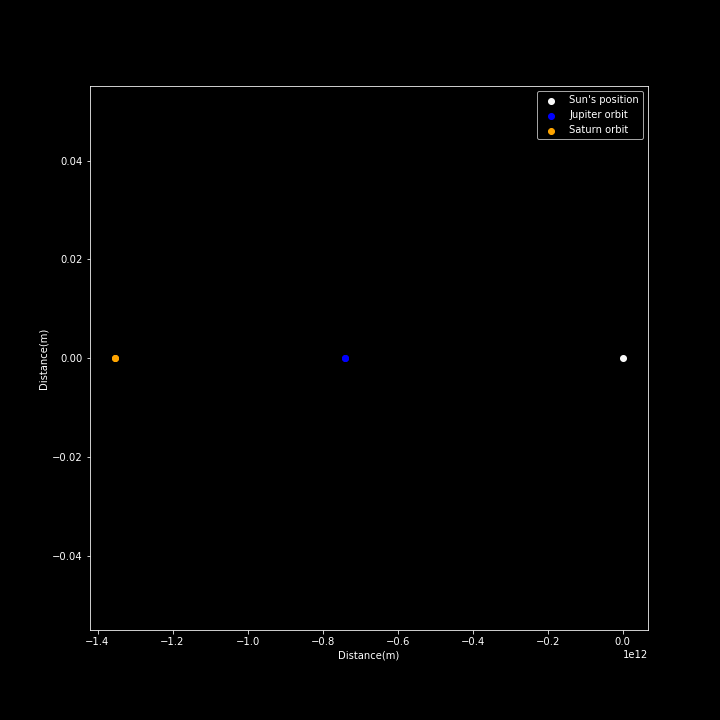 Sun's position
Jupiter orbit
Saturn orbit
0.04
0.02
0.00
−0.02
−0.04
Distance(m)
−1.4 −1.2 −1.0 −0.8 −0.6 −0.4 −0.2 0.0
Distance(m)
1e12